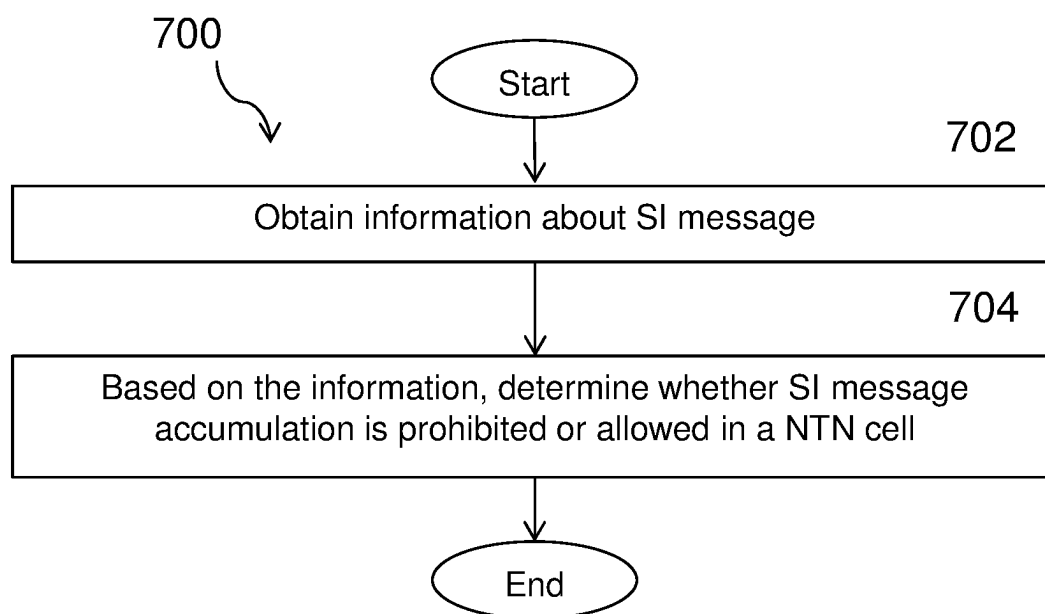 700
Start
702
Obtain information about SI message
704
Based on the information, determine whether SI message
accumulation is prohibited or allowed in a NTN cell
End